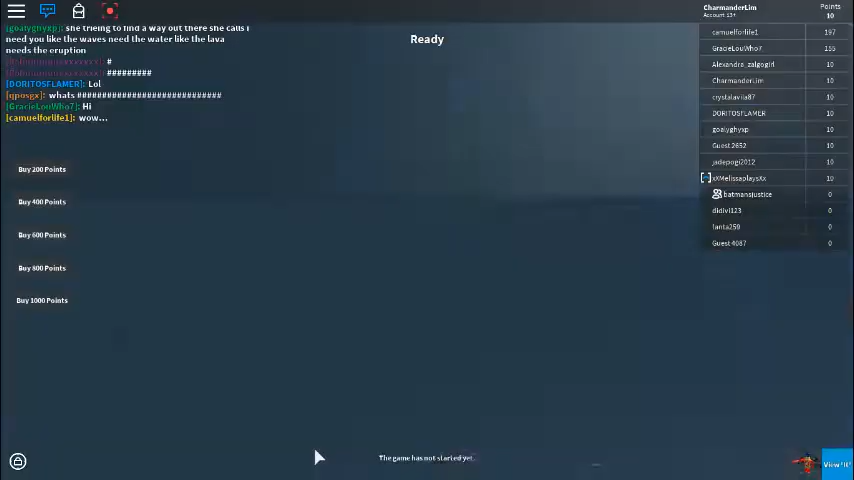 CharmanderLim
Account: 13+
Points
10
[goalyghyxp]: she trieing to find a way out there she calls i
need you like the waves need the water like the lava
needs the eruption
#
#########
[DORITOSFLAMER]: Lol
[qposgx]: whats ############################
[GracieLouWho7]: Hi
[camuelforlife1]: wow...
Ready
camuelforlife1 197
GracieLouWho7 155
Alexandra_zalgogirl 10
CharmanderLim 10
crystalavila87 10
DORITOSFLAMER 10
goalyghyxp 10
Guest 2652 10
jadepogi2012 10
xXMelissaplaysXx 10
batmansjustice 0
didivi123 0
fanta259 0
Guest 4087 0
Buy 200 Points
Buy 400 Points
Buy 600 Points
Buy 800 Points
Buy 1000 Points
The game has not started yet.